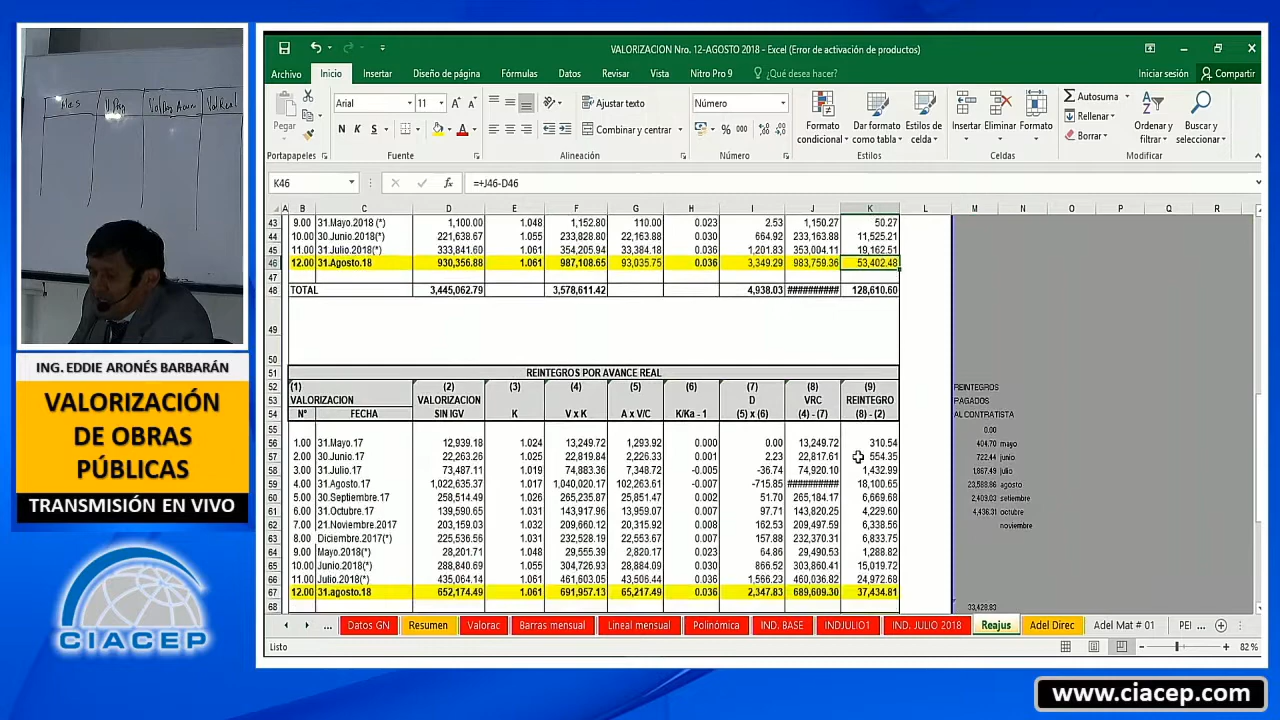 VALORIZACION Nro. 12-AGOSTO 2018 - Excel (Error de activación de productos)
Archivo Inicio Insertar Diseño de página Fórmulas Datos Revisar Vista Nitro Pro 9 ¿Qué desea hacer? Iniciar sesión Compartir
Pegar
Portapapeles
Arial 11
N K S
Fuente
Ajustar texto
Combinar y centrar
Alineación
Número
% 000
Número
Formato condicional
Dar formato como tabla
Estilos de celda
Estilos
Insertar Eliminar Formato
Celdas
Autosuma
Rellenar
Borrar
Ordenar y filtrar
Buscar y seleccionar
Modificar
K46 fx =+J46-D46
A B C D E F G H I J K L M N O P Q R
43 9.00 31.Mayo.2018 (*) 1,100.00 1.048 1,152.80 110.00 0.023 2.53 1,150.27 50.27
44 10.00 30.Junio.2018(*) 221,638.67 1.055 233,828.80 22,163.88 0.030 664.92 233,163.88 11,525.21
45 11.00 31.Julio.2018(*) 333,841.60 1.061 354,205.94 33,384.18 0.036 1,201.83 353,004.11 19,162.51
46 12.00 31.Agosto.18 930,356.88 1.061 987,108.65 93,035.75 0.036 3,349.29 983,759.36 53,402.48
47
48 TOTAL 3,445,062.79 3,578,611.42 4,938.03 ########## 128,610.60
49
50
51 REINTEGROS POR AVANCE REAL
52 (1) (2) (3) (4) (5) (6) (7) (8) (9) REINTEGROS
53 VALORIZACION VALORIZACION D VRC REINTEGRO PAGADOS
54 Nº FECHA SIN IGV K V x K A x V/C K/Ka - 1 (5) x (6) (4) - (7) (8) - (2) AL CONTRATISTA
55 0.00
56 1.00 31.Mayo.17 12,939.18 1.024 13,249.72 1,293.92 0.000 0.00 13,249.72 310.54 404.70 mayo
57 2.00 30.Junio.17 22,263.26 1.025 22,819.84 2,226.33 0.001 2.23 22,817.61 554.35 722.44 junio
58 3.00 31.Julio.17 73,487.11 1.019 74,883.36 7,348.72 -0.005 -36.74 74,920.10 1,432.99 1,867.49 julio
59 4.00 31.Agosto.17 1,022,635.37 1.017 1,040,020.17 102,263.61 -0.007 -715.85 ########## 18,100.65 23,588.86 agosto
60 5.00 30.Septiembre.17 258,514.49 1.026 265,235.87 25,851.47 0.002 51.70 265,184.17 6,669.68 2,409.03 setiembre
61 6.00 31.Octubre.17 139,590.65 1.031 143,917.96 13,959.07 0.007 97.71 143,820.25 4,229.60 4,436.31 octubre
62 7.00 21.Noviembre.2017 203,159.03 1.032 209,660.12 20,315.92 0.008 162.53 209,497.59 6,338.56 noviembre
63 8.00 Diciembre.2017(*) 225,536.56 1.031 232,528.19 22,553.67 0.007 157.88 232,370.31 6,833.75
64 9.00 Mayo.2018(*) 28,201.71 1.048 29,555.39 2,820.17 0.023 64.86 29,490.53 1,288.82
65 10.00 Junio.2018(*) 288,840.69 1.055 304,726.93 28,884.09 0.030 866.52 303,860.41 15,019.72
66 11.00 Julio.2018(*) 435,064.14 1.061 461,603.05 43,506.44 0.036 1,566.23 460,036.82 24,972.68
67 12.00 31.agosto.18 652,174.49 1.061 691,957.13 65,217.49 0.036 2,347.83 689,609.30 37,434.81
68 33,428.83
... Datos GN Resumen Valorac Barras mensual Lineal mensual Polinómica IND. BASE INDJULIO1 IND. JULIO 2018 Reajus Adel Direc Adel Mat # 01 PEI ...
Listo 82 %
ING. EDDIE ARONÉS BARBARÁN
VALORIZACIÓN
DE OBRAS
PÚBLICAS
TRANSMISIÓN EN VIVO
CIACEP
www.ciacep.com